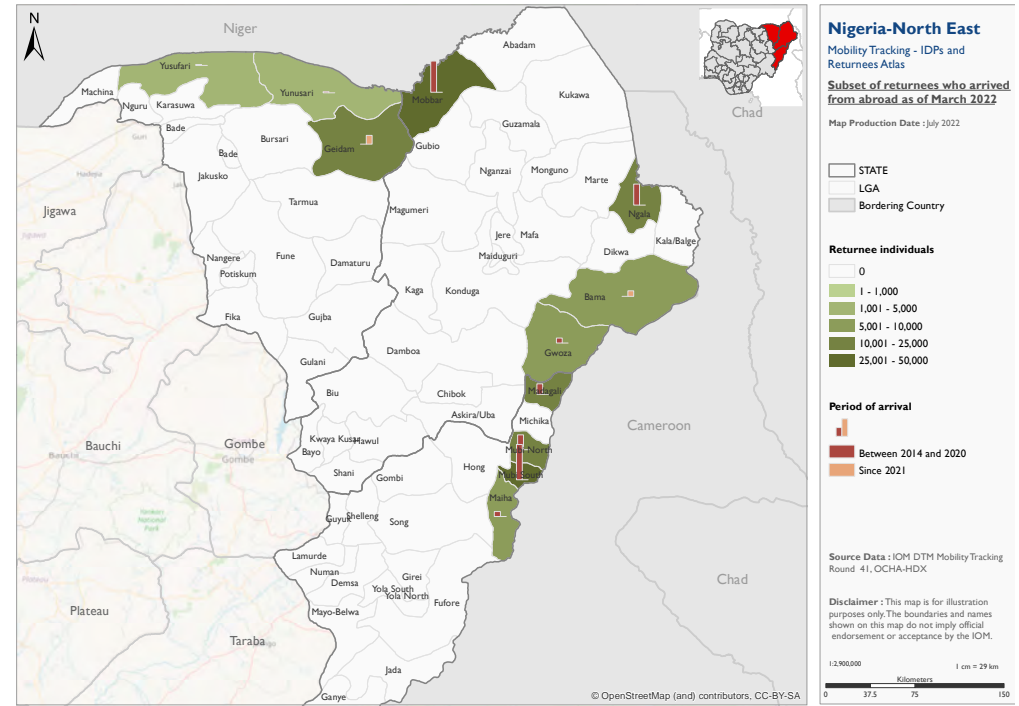 N
Niger
Abadam
Yusufari
Machina
Yunusari
Mobbar
Kukawa
Nguru
Karasuwa
Chad
Bade
Guzamala
Bursari
Geidam
Gubio
Bade
Jakusko
Nganzai
Monguno
Marte
Tarmua
Magumeri
Ngala
Jigawa
Jere
Mafa
Kala/Balge
Nangere
Fune
Damaturu
Maiduguri
Dikwa
Potiskum
Kaga
Konduga
Bama
Fika
Gujba
Damboa
Gwoza
Gulani
Biu
Chibok
Madagali
Askira/Uba
Michika
Cameroon
Bauchi
Gombe
Kwaya Kusar
Hawul
Bayo
Mubi North
Bauchi
Gombe
Shani
Gombi
Hong
Mubi South
Maiha
Guyuk
Shelleng
Song
Yankari
National
Park
Lamurde
Numan
Demsa
Girei
Yola South
Yola North
Fufore
Chad
Plateau
Plateau
Mayo-Belwa
Taraba
Jada
Ganye
© OpenStreetMap (and) contributors, CC-BY-SA
Nigeria-North East
Mobility Tracking - IDPs and
Returnees Atlas
Subset of returnees who arrived
from abroad as of March 2022
Map Production Date : July 2022
STATE
LGA
Bordering Country
Returnee individuals
0
1 - 1,000
1,001 - 5,000
5,001 - 10,000
10,001 - 25,000
25,001 - 50,000
Period of arrival
Between 2014 and 2020
Since 2021
Source Data : IOM DTM Mobility Tracking
Round 41, OCHA-HDX
Disclaimer : This map is for illustration
purposes only. The boundaries and names
shown on this map do not imply official
endorsement or acceptance by the IOM.
1:2,900,000
1 cm = 29 km
Kilometers
0 37.5 75 150